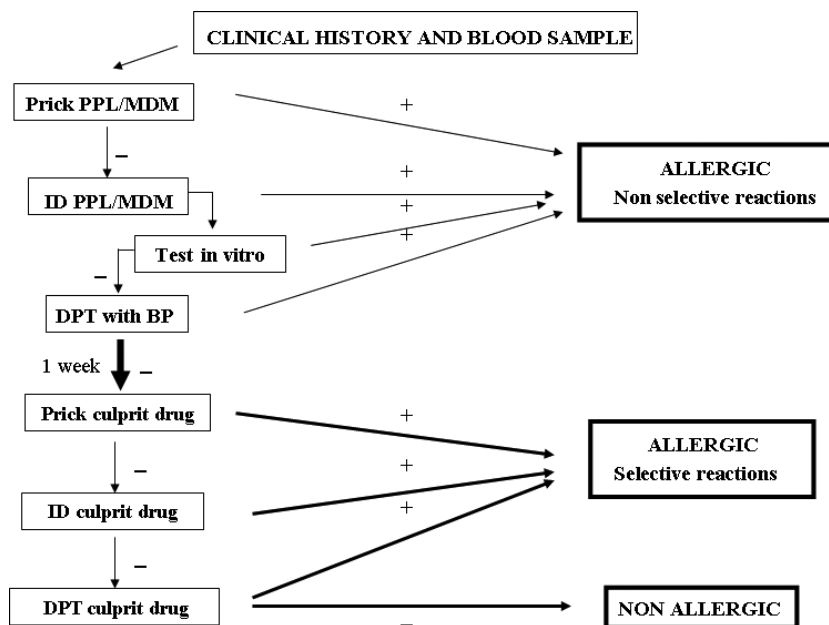 CLINICAL HISTORY AND BLOOD SAMPLE
Prick PPL/MDM
+
–
ALLERGIC
Non selective reactions
+
ID PPL/MDM
+
+
Test in vitro
–
DPT with BP
1 week
–
Prick culprit drug
+
–
+
ALLERGIC
Selective reactions
ID culprit drug
+
–
DPT culprit drug
NON ALLERGIC
–